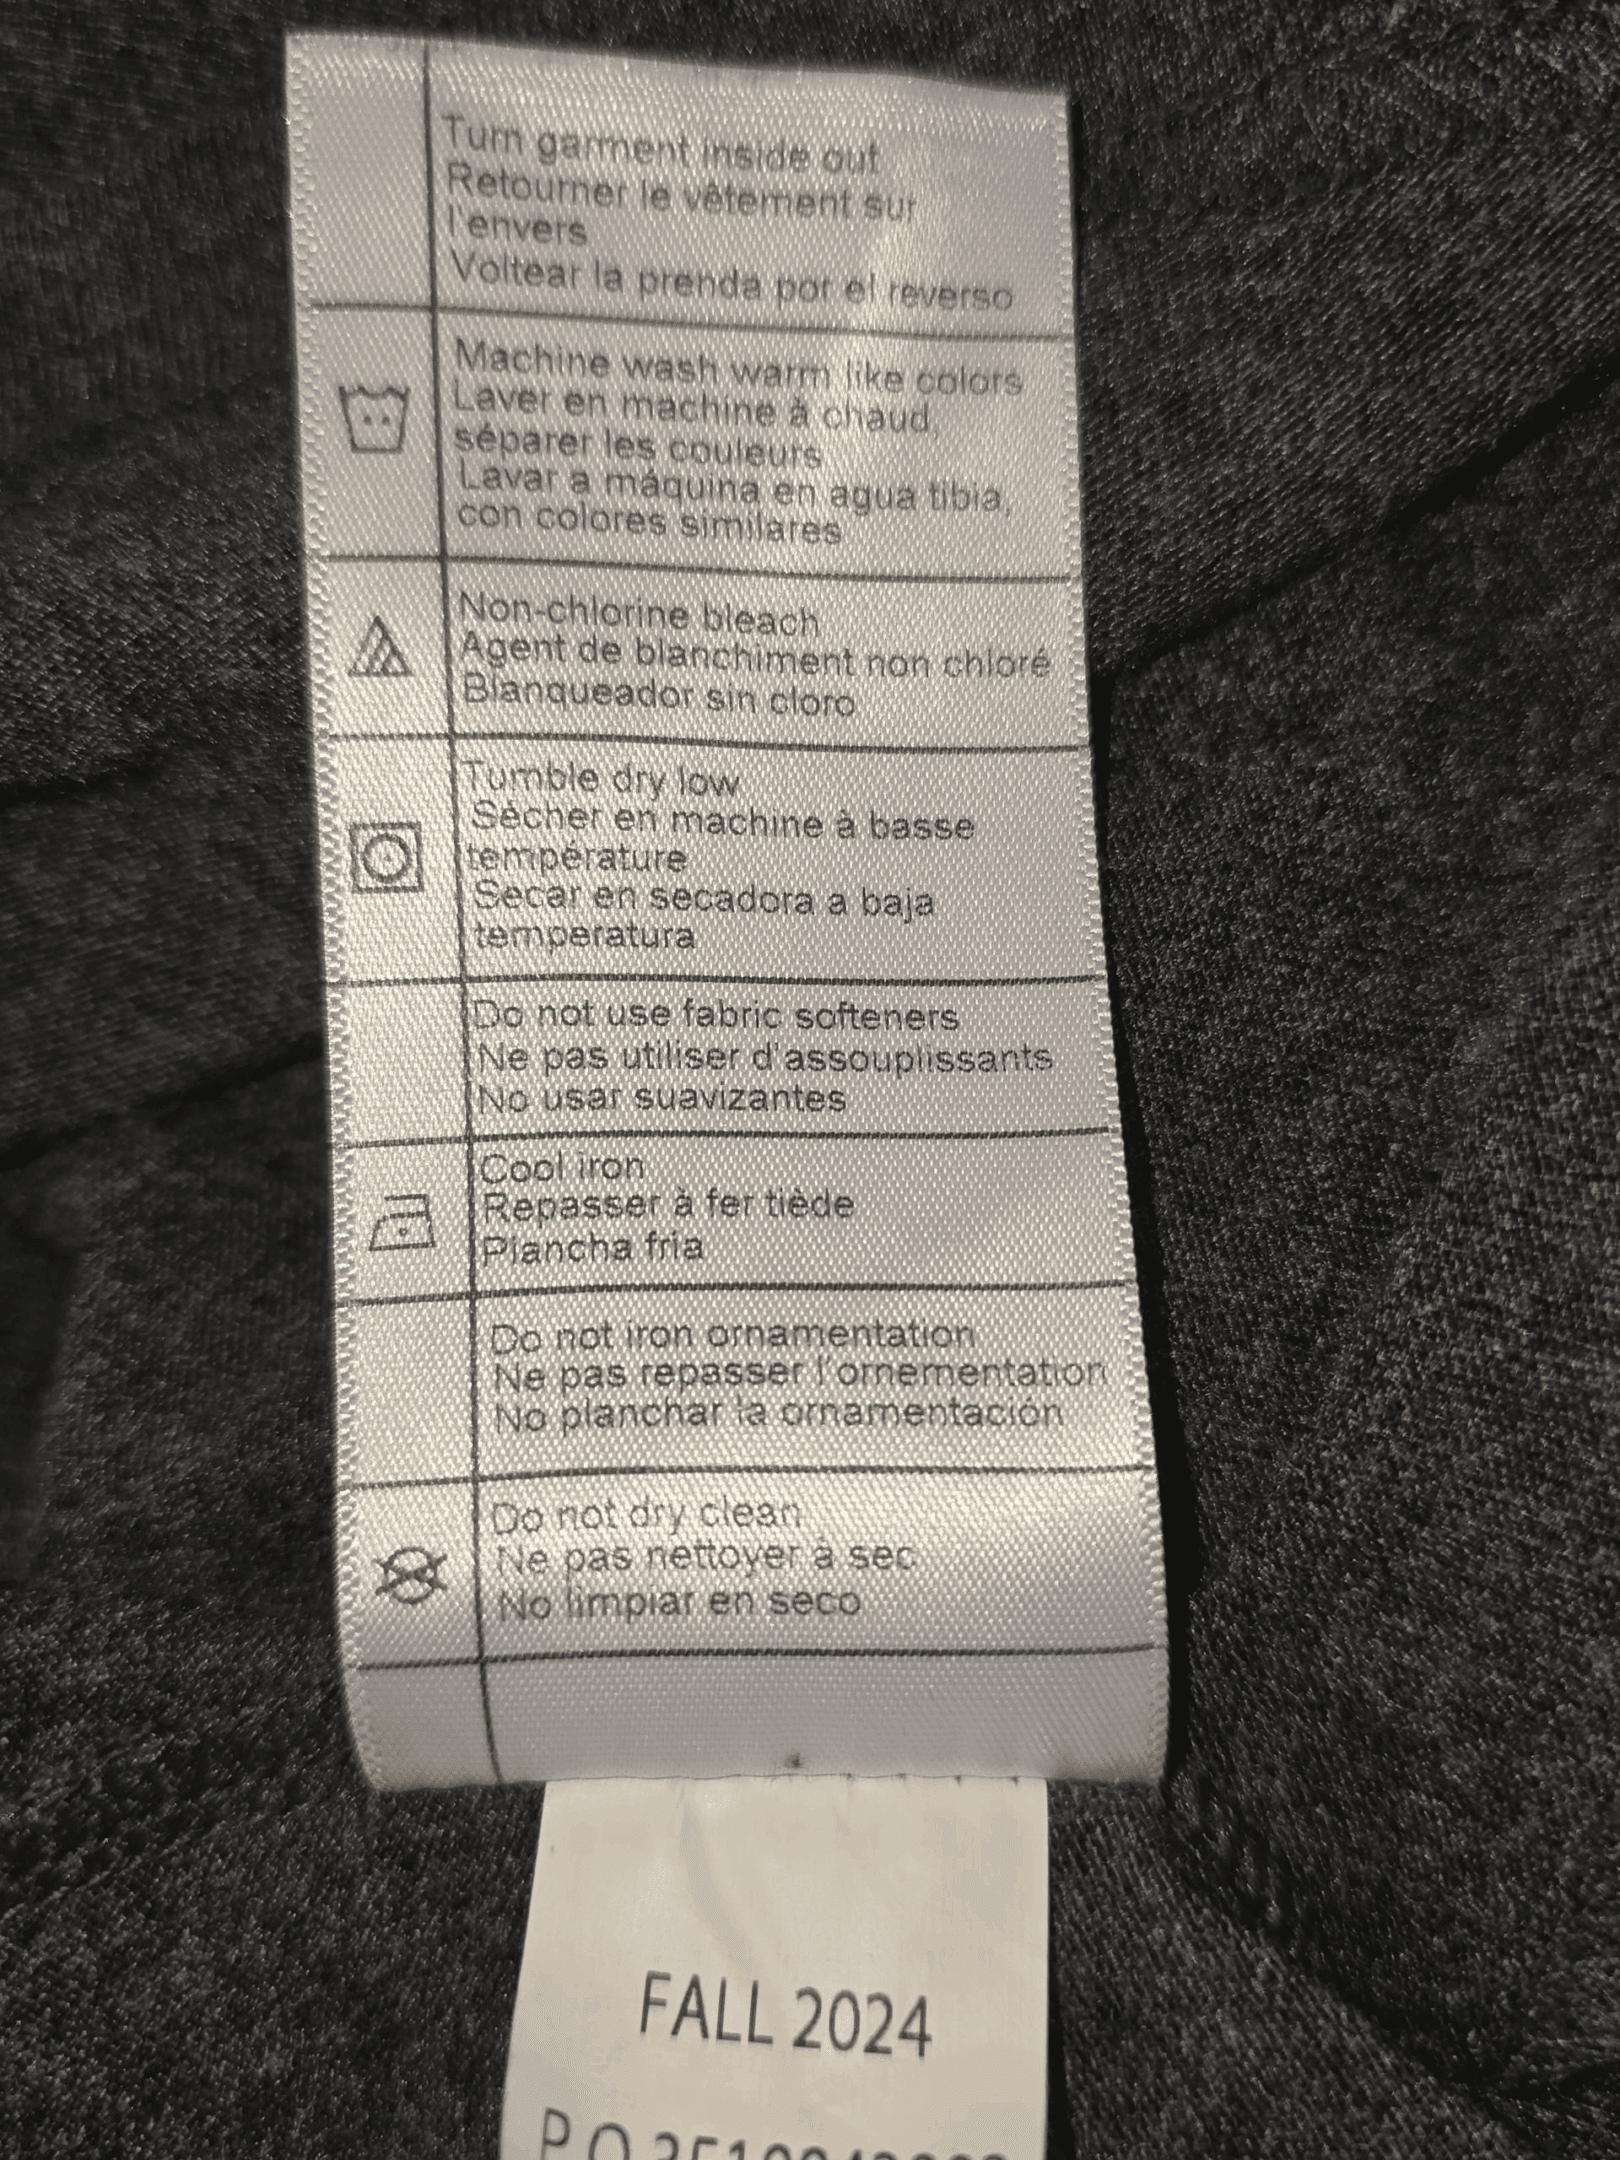 Turn garment inside out
Retourner le vêtement sur
l'envers
Voltear la prenda por el reverso
Machine wash warm like colors
Laver en machine à chaud,
séparer les couleurs
Lavar a máquina en agua tibia,
con colores similares
Non-chlorine bleach
Agent de blanchiment non chloré
Blanqueador sin cloro
Tumble dry low
Sécher en machine à basse
température
Secar en secadora a baja
temperatura
Do not use fabric softeners
Ne pas utiliser d'assouplissants
No usar suavizantes
Cool iron
Repasser à fer tiède
Plancha fria
Do not iron ornamentation
Ne pas repasser l'ornementation
No planchar la ornamentación
Do not dry clean
Ne pas nettoyer à sec
No limpiar en seco
FALL 2024
P.O